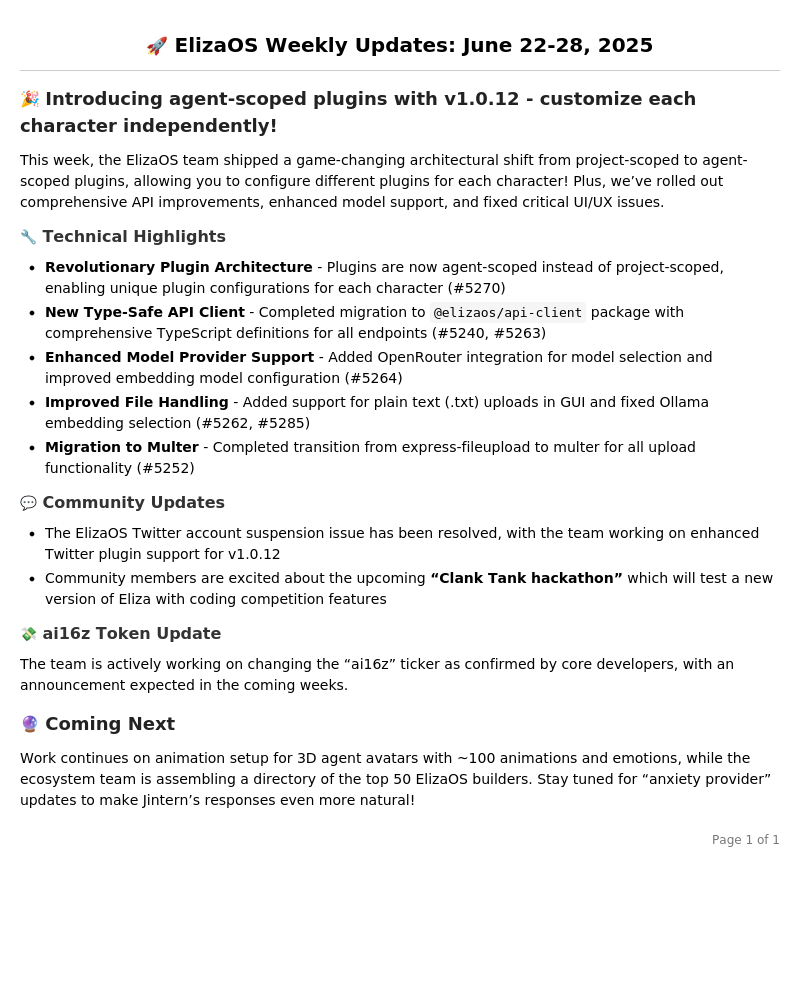 🚀 ElizaOS Weekly Updates: June 22-28, 2025
🎉 Introducing agent-scoped plugins with v1.0.12 - customize each
character independently!
This week, the ElizaOS team shipped a game-changing architectural shift from project-scoped to agent-
scoped plugins, allowing you to configure different plugins for each character! Plus, we’ve rolled out
comprehensive API improvements, enhanced model support, and fixed critical UI/UX issues.
🔧 Technical Highlights
• Revolutionary Plugin Architecture - Plugins are now agent-scoped instead of project-scoped,
enabling unique plugin configurations for each character (#5270)
• New Type-Safe API Client - Completed migration to @elizaos/api-client package with
comprehensive TypeScript definitions for all endpoints (#5240, #5263)
• Enhanced Model Provider Support - Added OpenRouter integration for model selection and
improved embedding model configuration (#5264)
• Improved File Handling - Added support for plain text (.txt) uploads in GUI and fixed Ollama
embedding selection (#5262, #5285)
• Migration to Multer - Completed transition from express-fileupload to multer for all upload
functionality (#5252)
💬 Community Updates
• The ElizaOS Twitter account suspension issue has been resolved, with the team working on enhanced
Twitter plugin support for v1.0.12
• Community members are excited about the upcoming “Clank Tank hackathon” which will test a new
version of Eliza with coding competition features
💸 ai16z Token Update
The team is actively working on changing the “ai16z” ticker as confirmed by core developers, with an
announcement expected in the coming weeks.
🔮 Coming Next
Work continues on animation setup for 3D agent avatars with ~100 animations and emotions, while the
ecosystem team is assembling a directory of the top 50 ElizaOS builders. Stay tuned for “anxiety provider”
updates to make Jintern’s responses even more natural!
Page 1 of 1